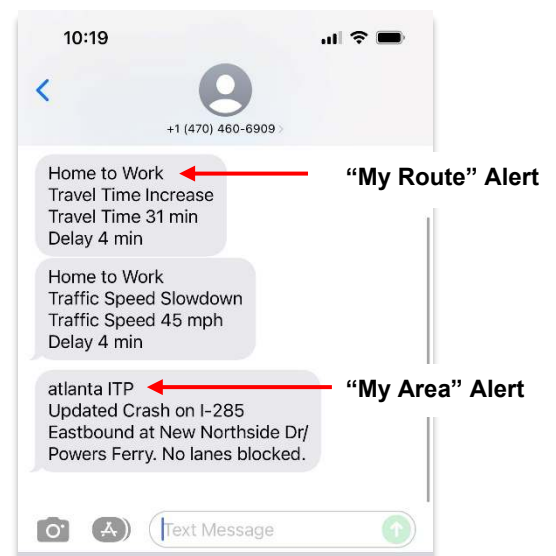 10:19
+1 (470) 460-6909
Home to Work
Travel Time Increase
Travel Time 31 min
Delay 4 min
“My Route” Alert
Home to Work
Traffic Speed Slowdown
Traffic Speed 45 mph
Delay 4 min
atlanta ITP
Updated Crash on I-285
Eastbound at New Northside Dr/
Powers Ferry. No lanes blocked.
“My Area” Alert
Text Message